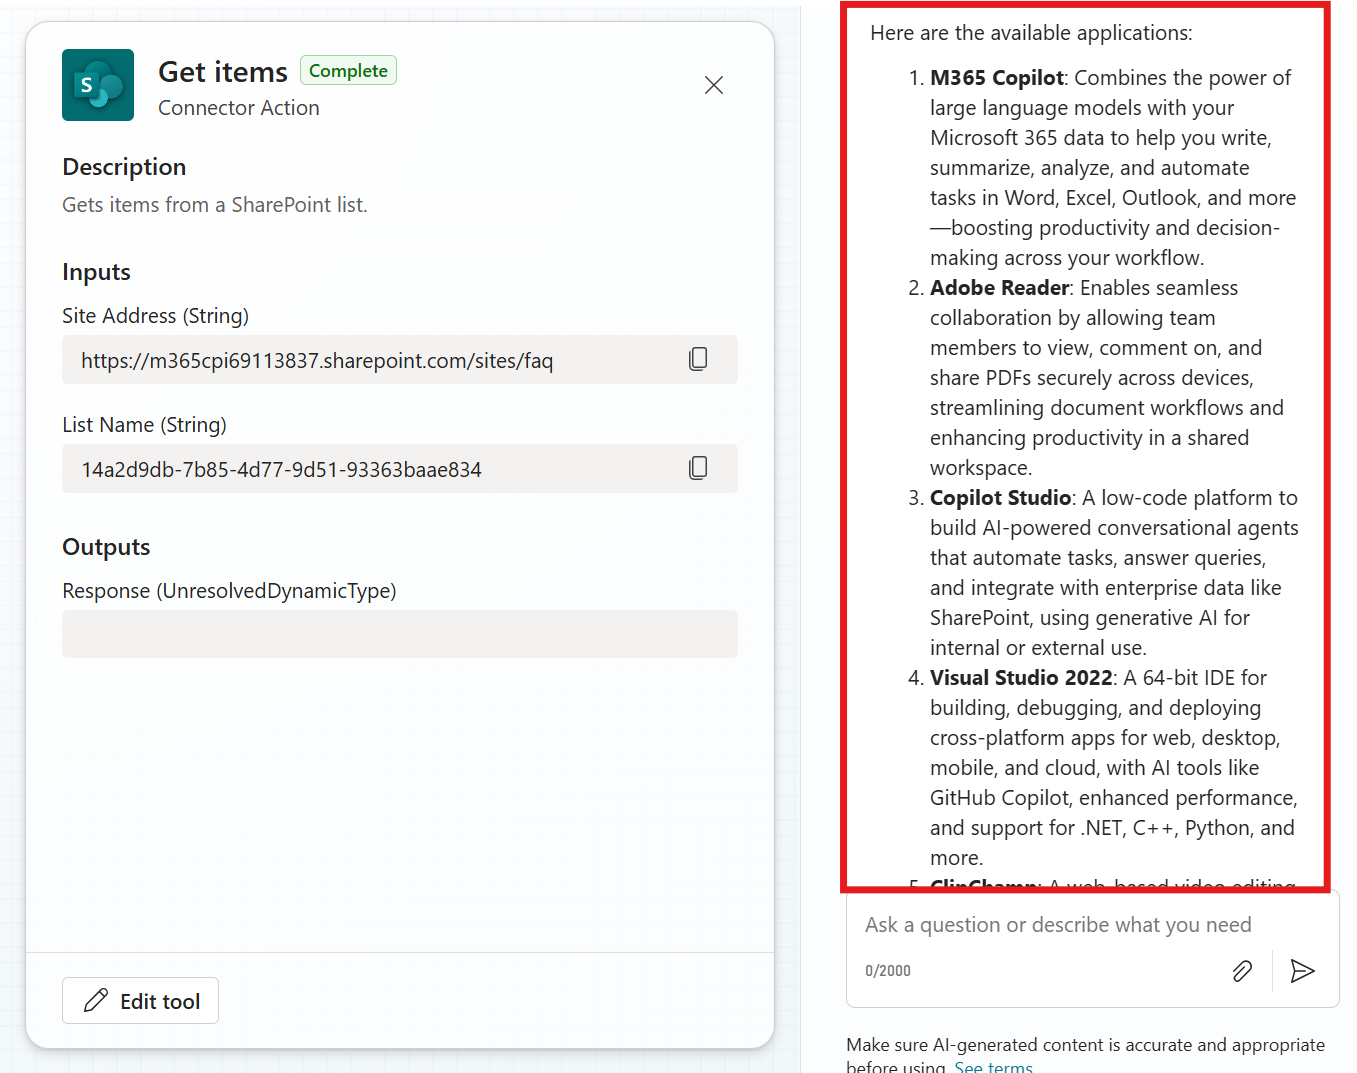 S
Get items
Complete
Connector Action
Description
Gets items from a SharePoint list.
Inputs
Site Address (String)
https://m365cpi69113837.sharepoint.com/sites/faq
List Name (String)
14a2d9db-7b85-4d77-9d51-93363baae834
Outputs
Response (UnresolvedDynamicType)
Edit tool
Here are the available applications:
1. M365 Copilot: Combines the power of
large language models with your
Microsoft 365 data to help you write,
summarize, analyze, and automate
tasks in Word, Excel, Outlook, and more
—boosting productivity and decision-
making across your workflow.
2. Adobe Reader: Enables seamless
collaboration by allowing team
members to view, comment on, and
share PDFs securely across devices,
streamlining document workflows and
enhancing productivity in a shared
workspace.
3. Copilot Studio: A low-code platform to
build AI-powered conversational agents
that automate tasks, answer queries,
and integrate with enterprise data like
SharePoint, using generative AI for
internal or external use.
4. Visual Studio 2022: A 64-bit IDE for
building, debugging, and deploying
cross-platform apps for web, desktop,
mobile, and cloud, with AI tools like
GitHub Copilot, enhanced performance,
and support for .NET, C++, Python, and
more.
5. ClipChamp: A web-based video editing
Ask a question or describe what you need
0/2000
Make sure AI-generated content is accurate and appropriate
before using. See terms